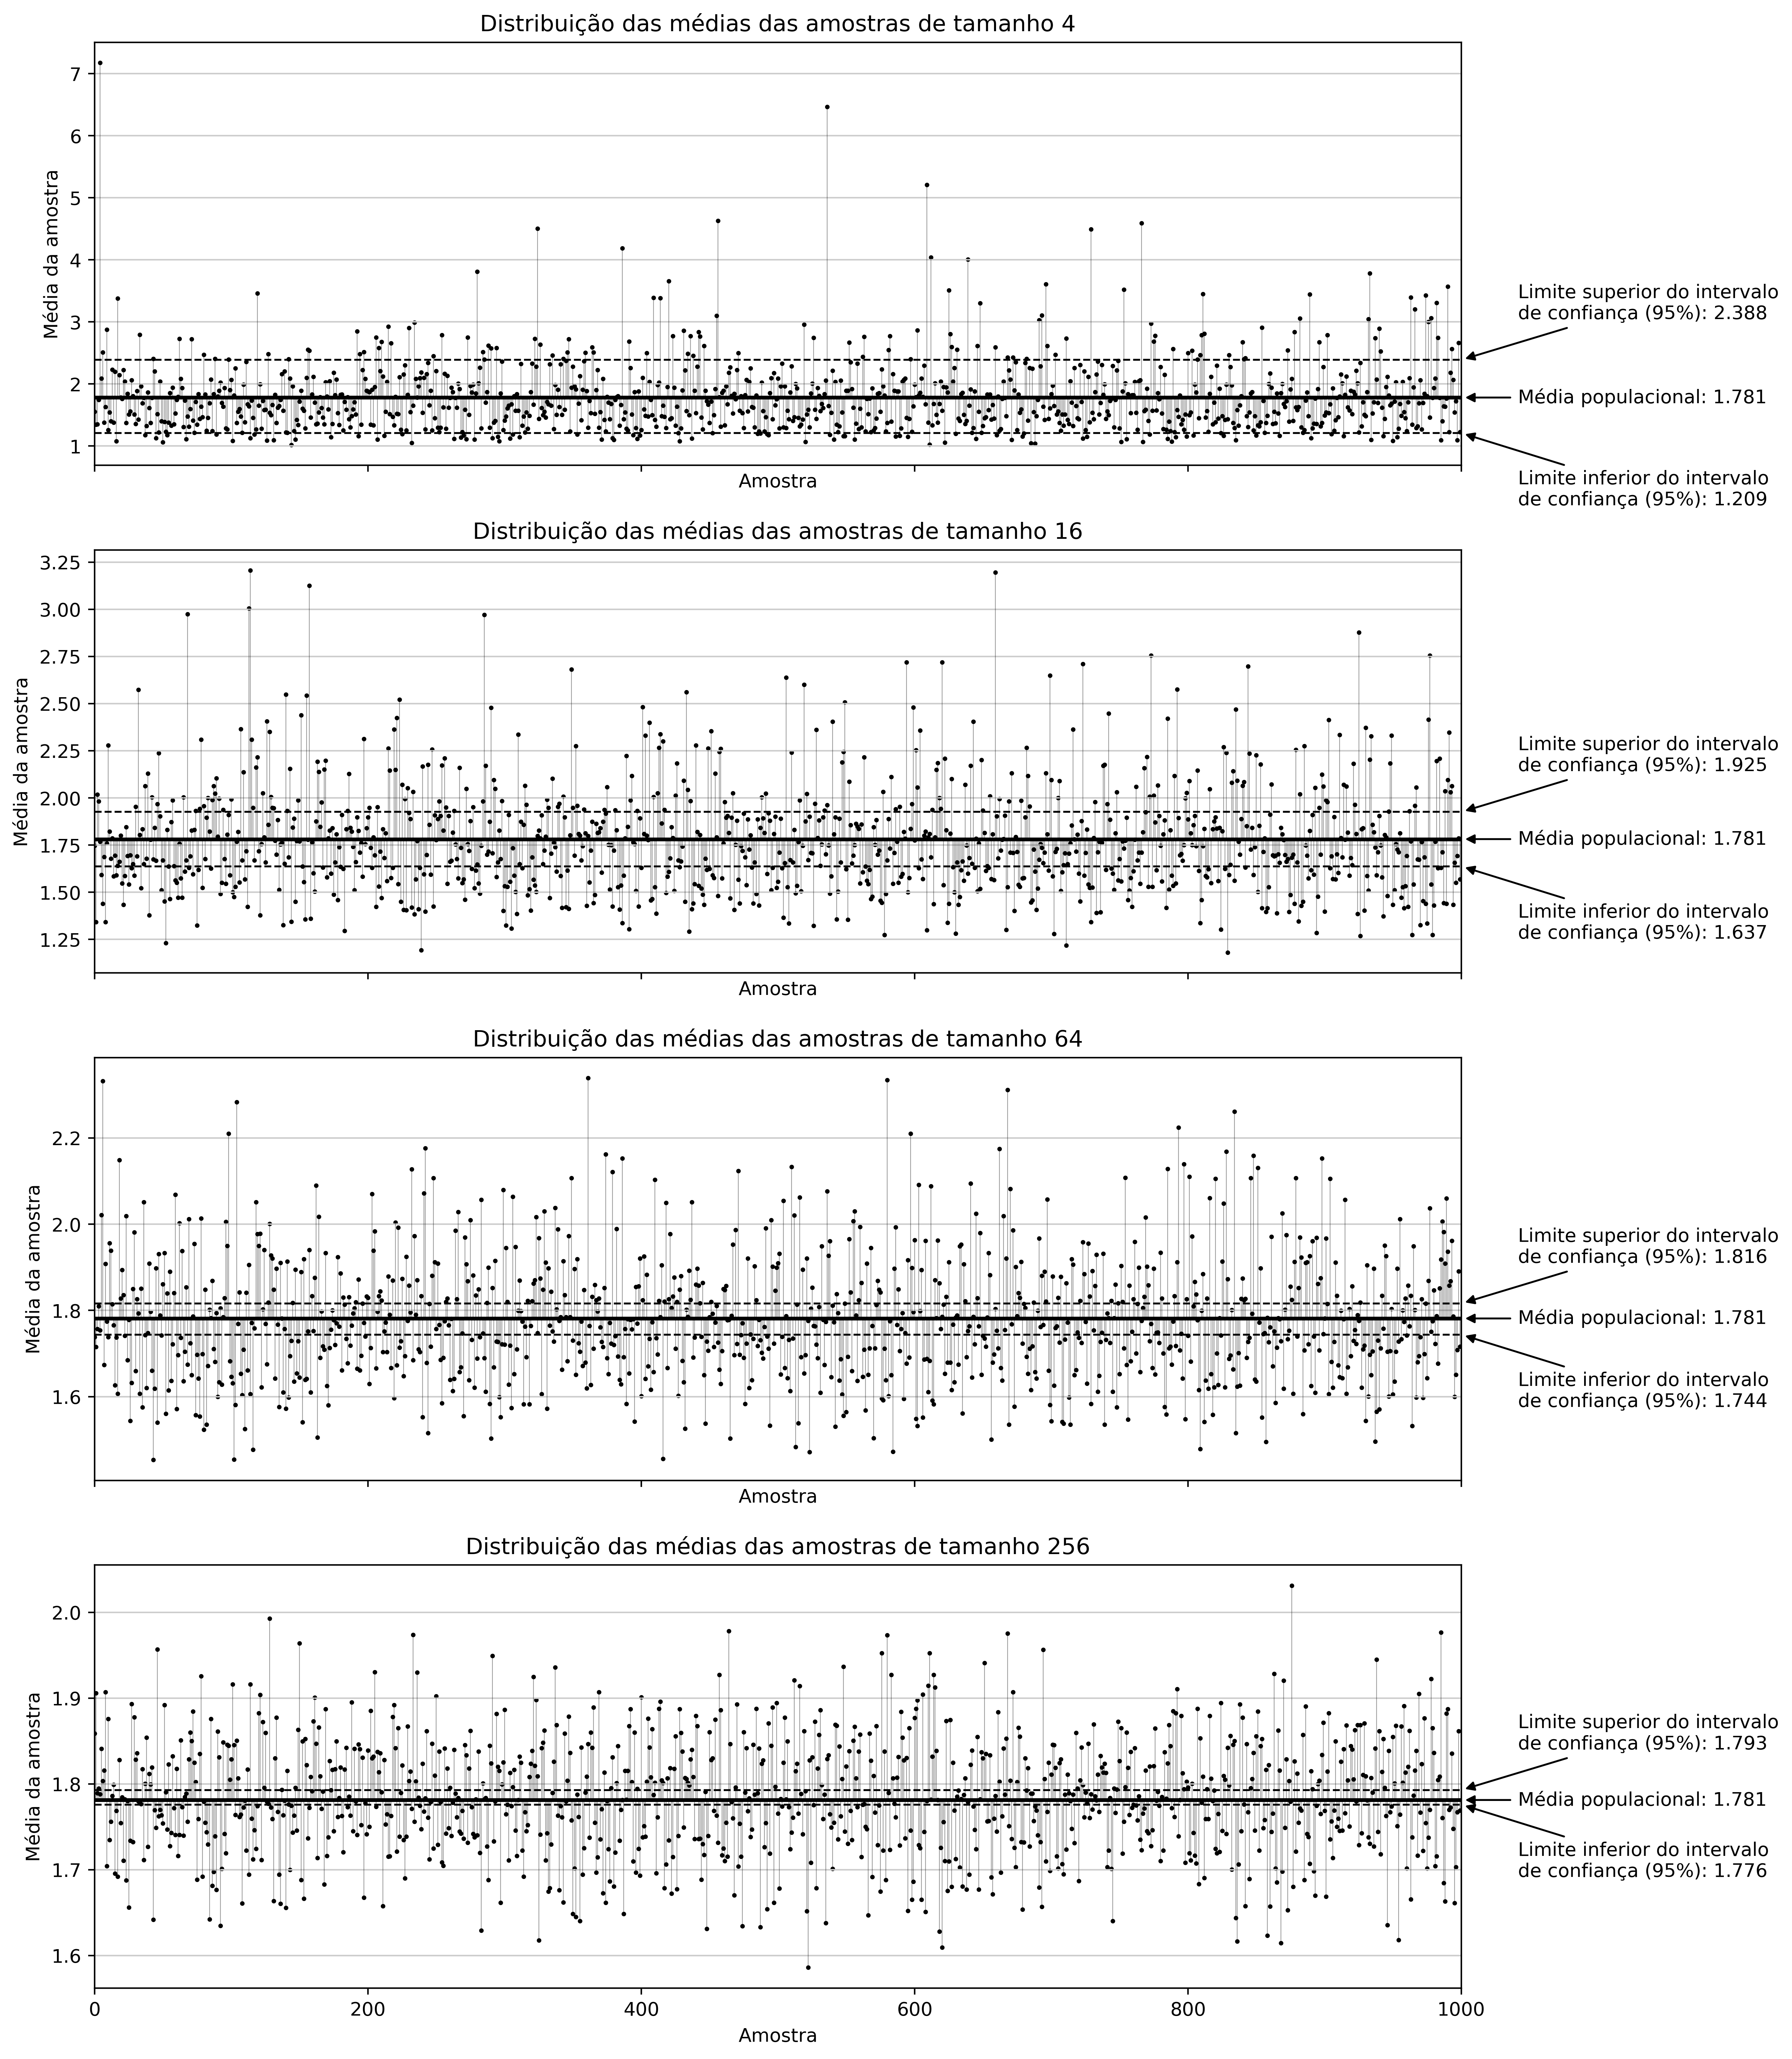 Distribuição das médias das amostras de tamanho 4
7
6
5
4
3
2
1
Média da amostra
Amostra
Limite superior do intervalo
de confiança (95%): 2.388
Média populacional: 1.781
Limite inferior do intervalo
de confiança (95%): 1.209
Distribuição das médias das amostras de tamanho 16
3.25
3.00
2.75
2.50
2.25
2.00
1.75
1.50
1.25
Média da amostra
Amostra
Limite superior do intervalo
de confiança (95%): 1.925
Média populacional: 1.781
Limite inferior do intervalo
de confiança (95%): 1.637
Distribuição das médias das amostras de tamanho 64
2.2
2.0
1.8
1.6
Média da amostra
Amostra
Limite superior do intervalo
de confiança (95%): 1.816
Média populacional: 1.781
Limite inferior do intervalo
de confiança (95%): 1.744
Distribuição das médias das amostras de tamanho 256
2.0
1.9
1.8
1.7
1.6
Média da amostra
0 200 400 600 800 1000
Amostra
Limite superior do intervalo
de confiança (95%): 1.793
Média populacional: 1.781
Limite inferior do intervalo
de confiança (95%): 1.776